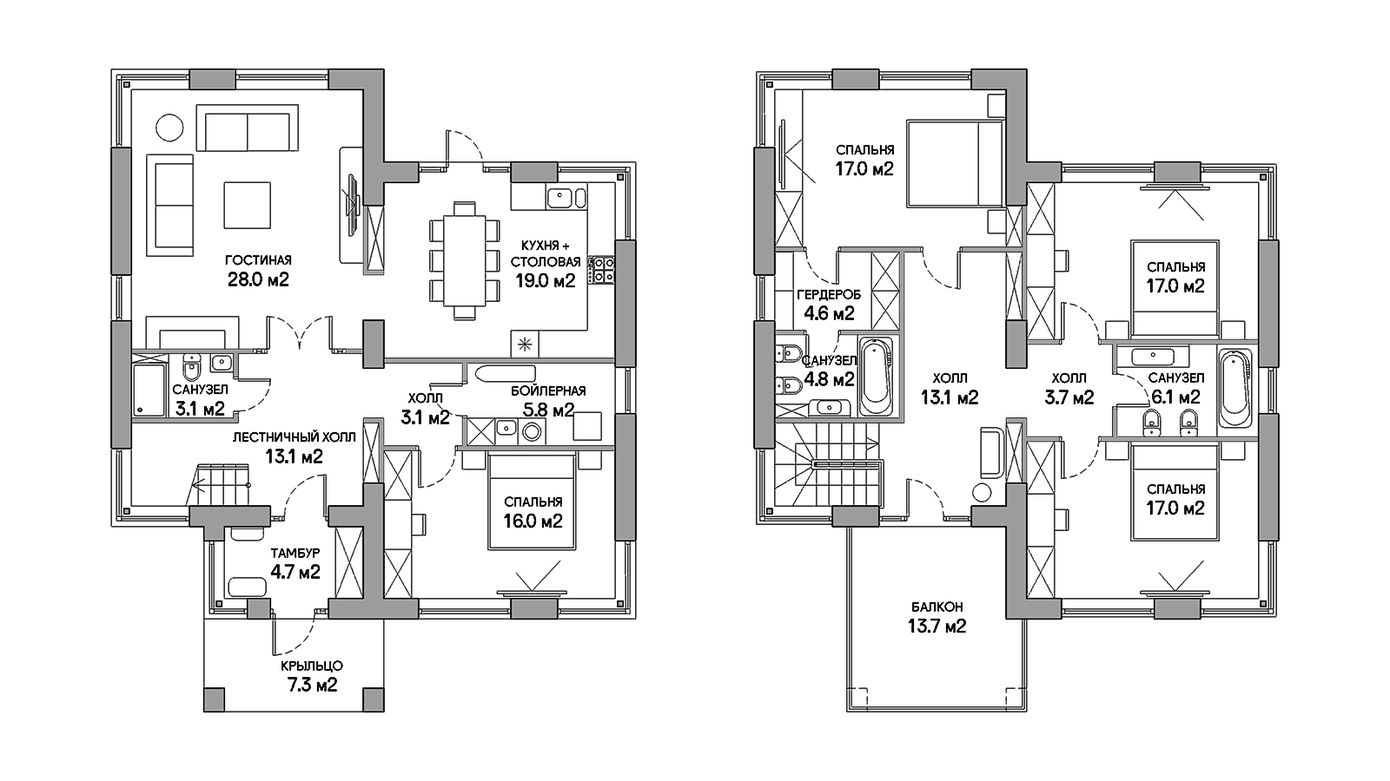 ГОСТИНАЯ
28.0 м2
КУХНЯ +
СТОЛОВАЯ
19.0 м2
САНУЗЕЛ
3.1 м2
ХОЛЛ
3.1 м2
БОЙЛЕРНАЯ
5.8 м2
ЛЕСТНИЧНЫЙ ХОЛЛ
13.1 м2
СПАЛЬНЯ
16.0 м2
ТАМБУР
4.7 м2
КРЫЛЬЦО
7.3 м2
СПАЛЬНЯ
17.0 м2
СПАЛЬНЯ
17.0 м2
ГЕРДЕРОБ
4.6 м2
САНУЗЕЛ
4.8 м2
ХОЛЛ
13.1 м2
ХОЛЛ
3.7 м2
САНУЗЕЛ
6.1 м2
СПАЛЬНЯ
17.0 м2
БАЛКОН
13.7 м2